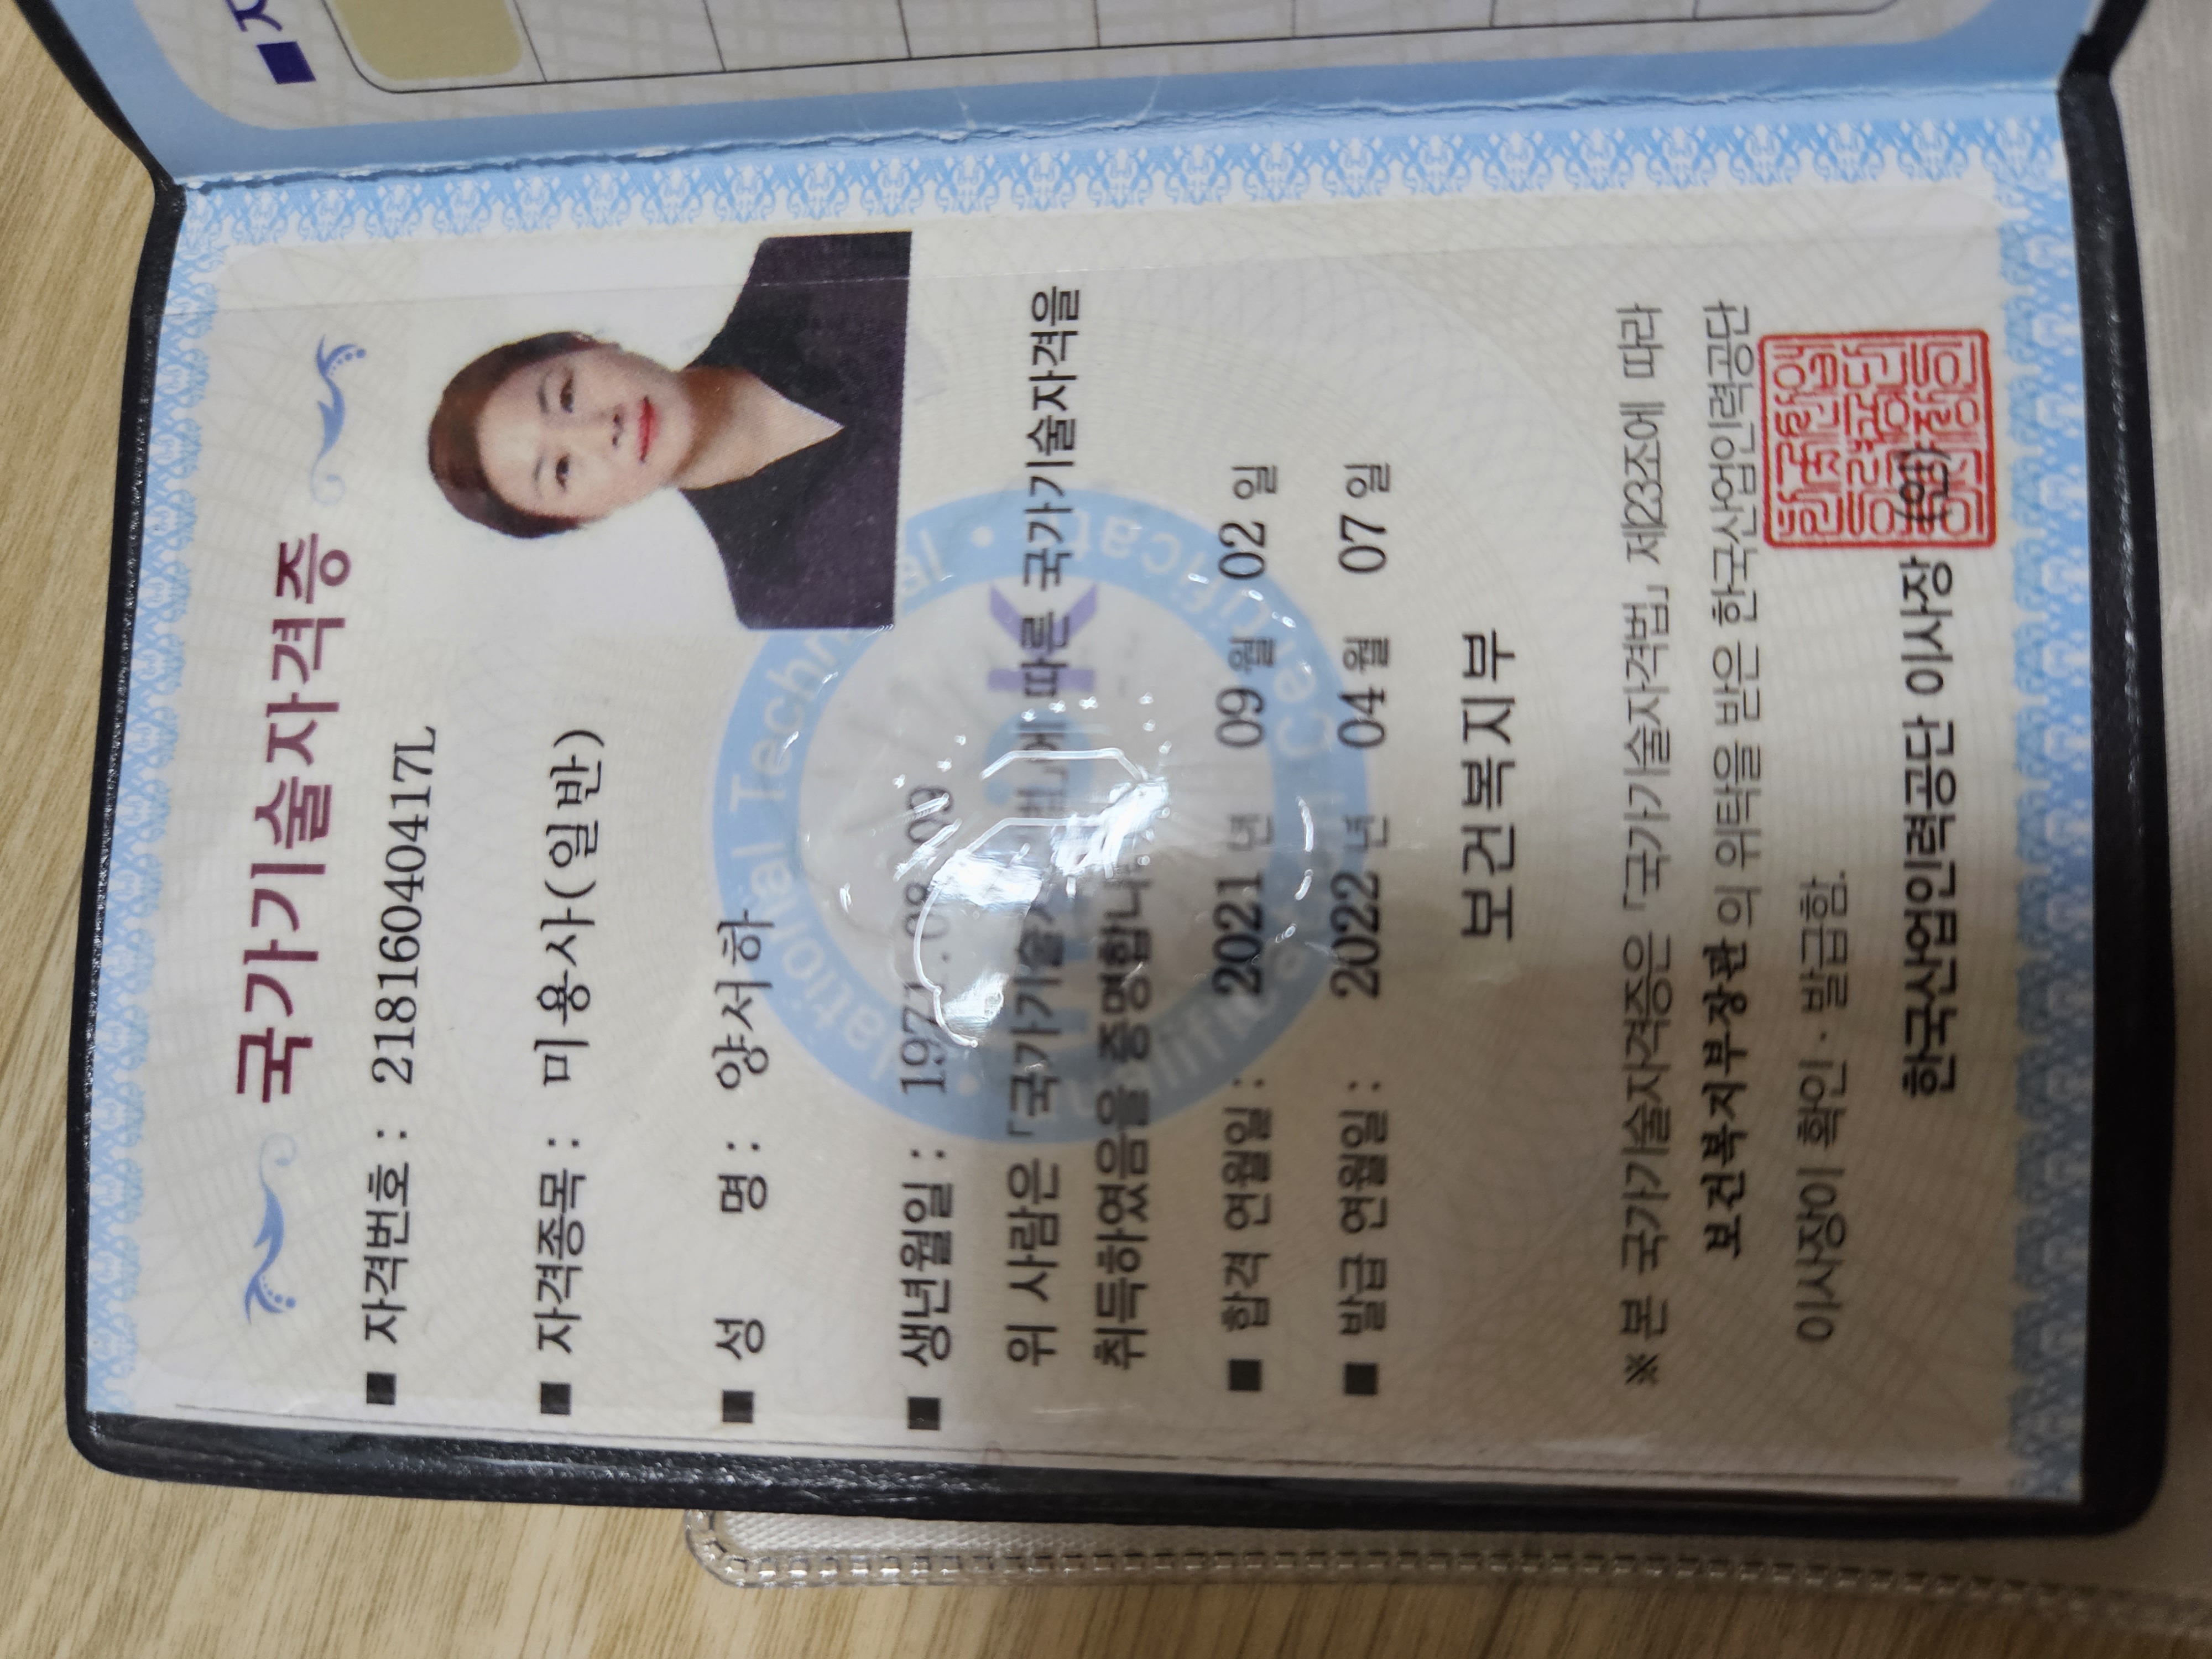 국가기술자격증
■ 자격번호 : 21816040417L
■ 자격종목 : 미용사(일반)
■ 성 명 : 양서하
■ 생년월일 :
위 사람은 「국가기술자격법」에 따른 국가기술자격을
취득하였음을 증명합니다.
■ 합격 연월일 : 2021 년 09 월 02 일
■ 발급 연월일 : 2022 년 04 월 07 일
보건복지부
※ 본 국가기술자격증은 「국가기술자격법」 제23조에 따라
보건복지부장관의 위탁을 받은 한국산업인력공단
이사장이 확인·발급함.
한국산업인력공단 이사장 (인)